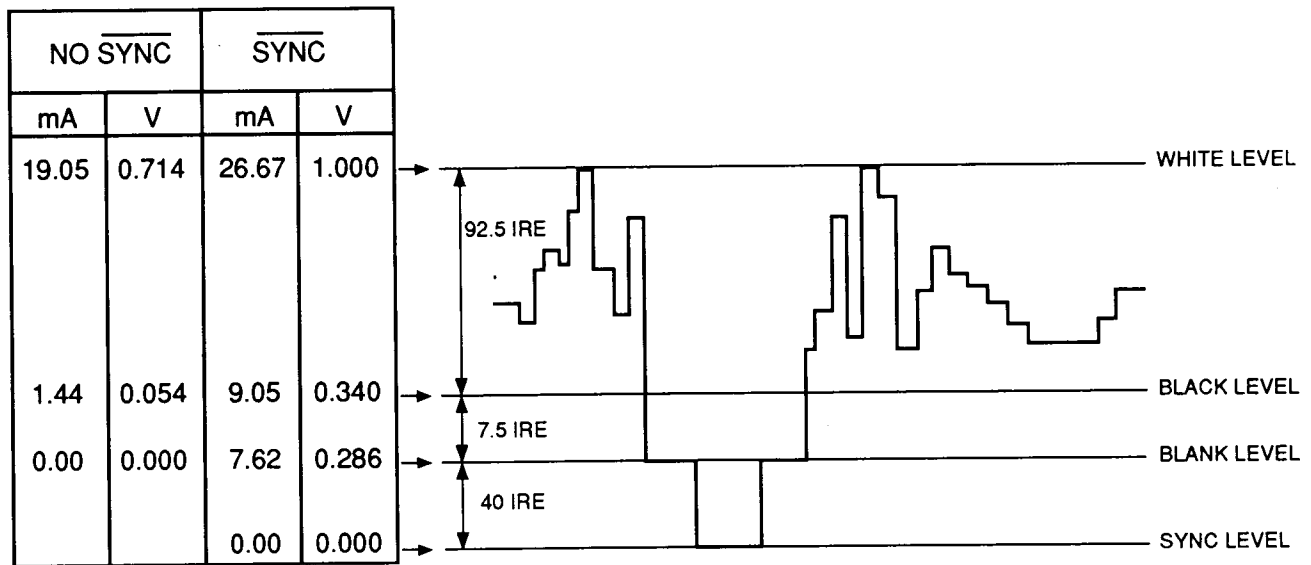 NO SYNC SYNC
mA V mA V
19.05 0.714 26.67 1.000 WHITE LEVEL
92.5 IRE
1.44 0.054 9.05 0.340 BLACK LEVEL
7.5 IRE
0.00 0.000 7.62 0.286 BLANK LEVEL
40 IRE
0.00 0.000 SYNC LEVEL